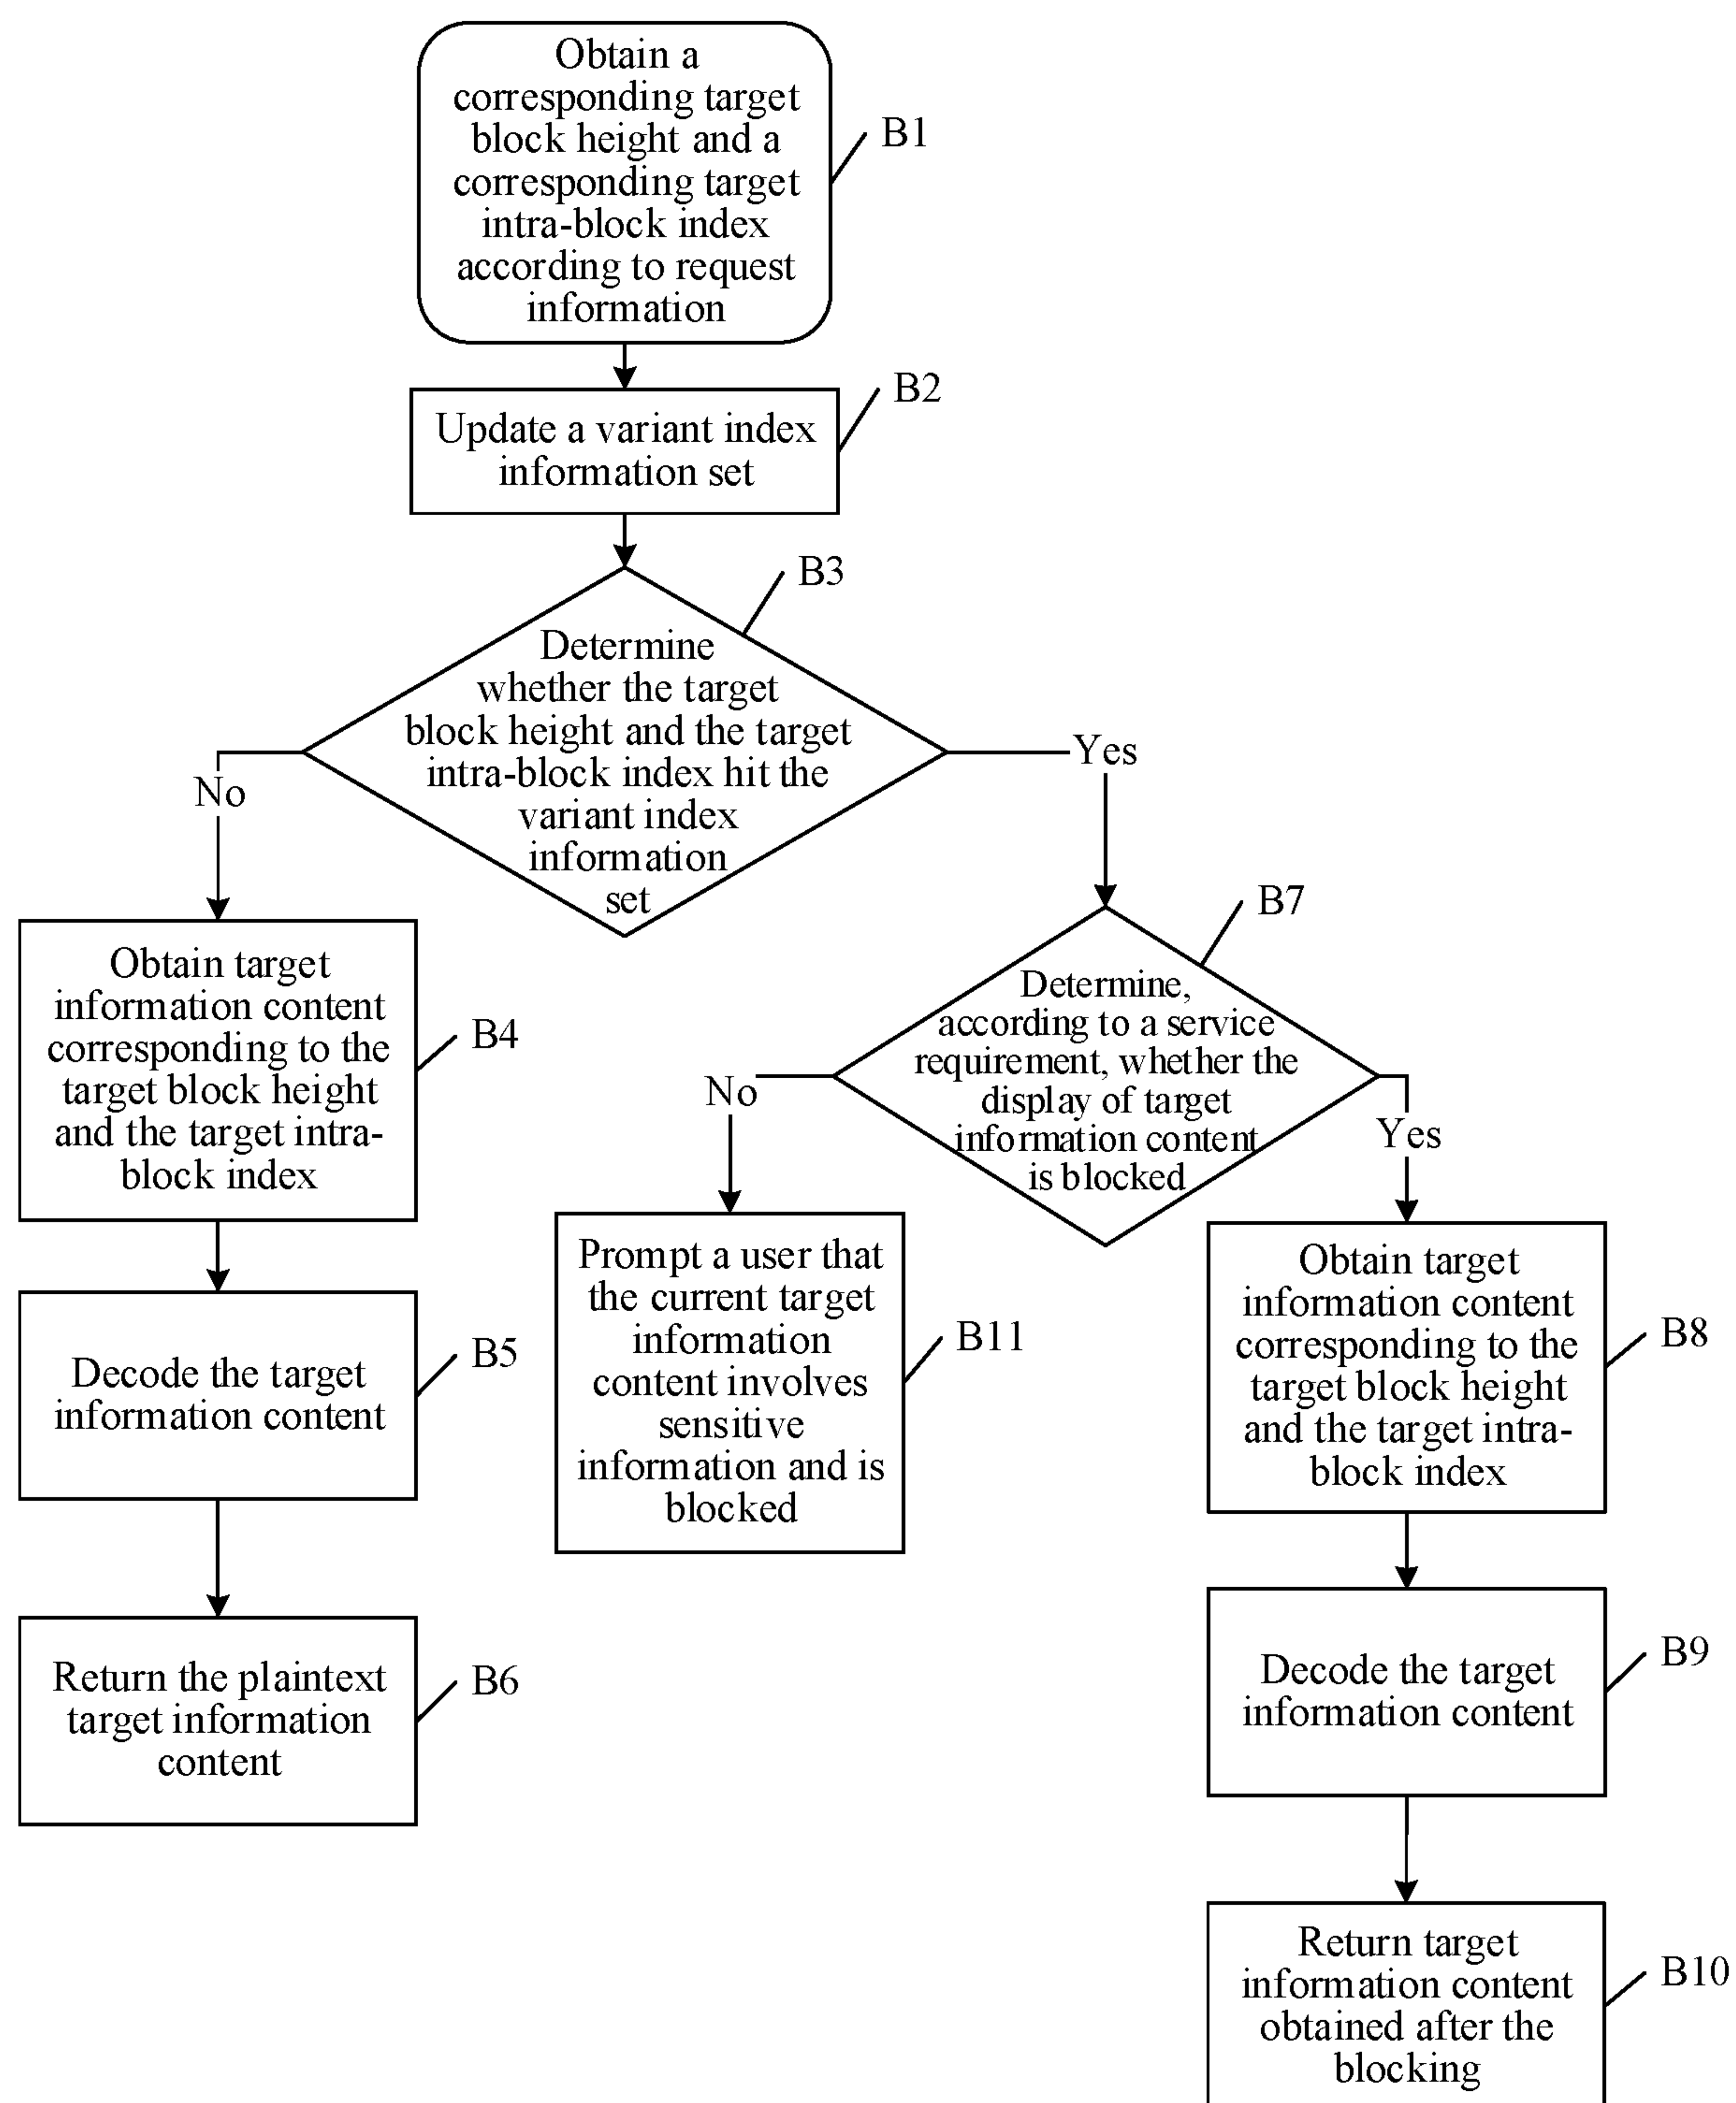 Obtain a
corresponding target
block height and a
corresponding target
intra-block index
according to request
information
B1
Update a variant index
information set
B2
Determine
whether the target
block height and the target
intra-block index hit the
variant index
information
set
B3
No
Yes
Obtain target
information content
corresponding to the
target block height
and the target intra-
block index
B4
Decode the target
information content
B5
Return the plaintext
target information
content
B6
Determine,
according to a service
requirement, whether the
display of target
information content
is blocked
B7
No
Yes
Prompt a user that
the current target
information
content involves
sensitive
information and is
blocked
B11
Obtain target
information content
corresponding to the
target block height
and the target intra-
block index
B8
Decode the target
information content
B9
Return target
information content
obtained after the
blocking
B10